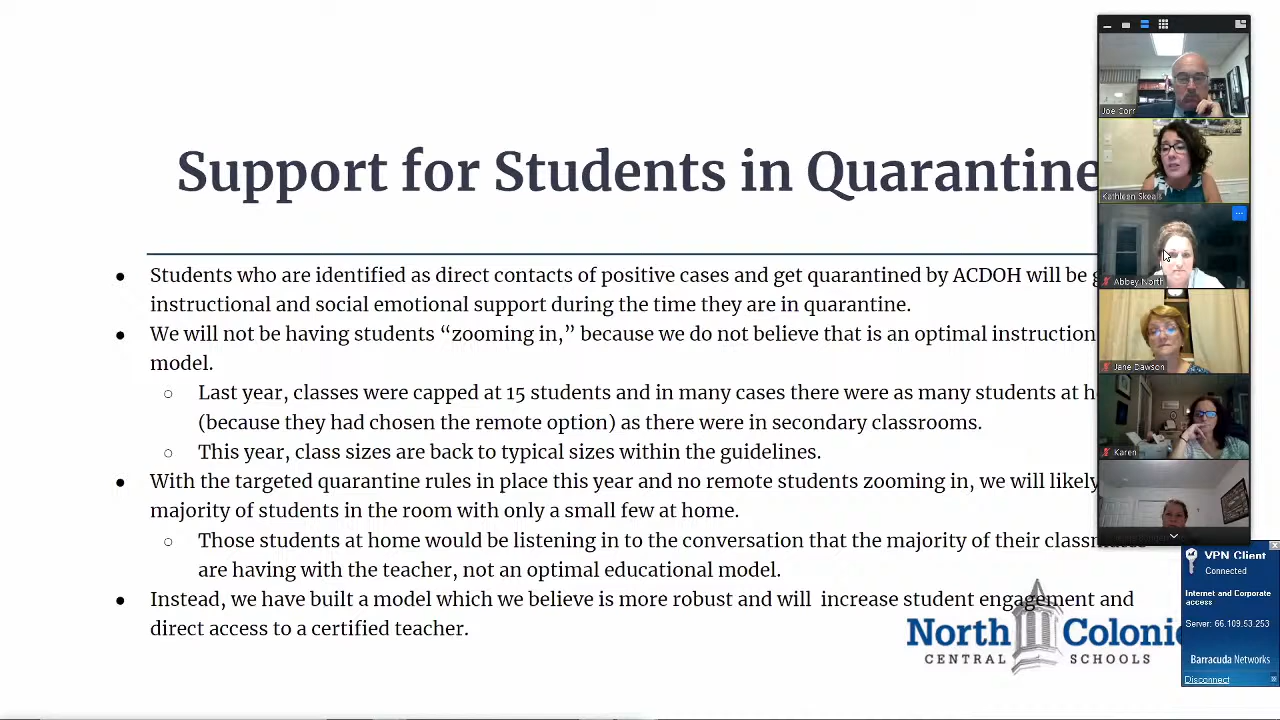 Support for Students in Quarantine
Students who are identified as direct contacts of positive cases and get quarantined by ACDOH will be
instructional and social emotional support during the time they are in quarantine.
We will not be having students “zooming in,” because we do not believe that is an optimal instruction
model.
Last year, classes were capped at 15 students and in many cases there were as many students at
(because they had chosen the remote option) as there were in secondary classrooms.
This year, class sizes are back to typical sizes within the guidelines.
With the targeted quarantine rules in place this year and no remote students zooming in, we will likely
majority of students in the room with only a small few at home.
Those students at home would be listening in to the conversation that the majority of their
are having with the teacher, not an optimal educational model.
Instead, we have built a model which we believe is more robust and will increase student engagement and
direct access to a certified teacher.
North Colonie
CENTRAL SCHOOLS
Joe Corr
Kathleen Skeals
Abbey North
Jane Dawson
Karen
VPN Client
Connected
Internet and Corporate
access
Server: 66.109.53.253
Barracuda Networks
Disconnect